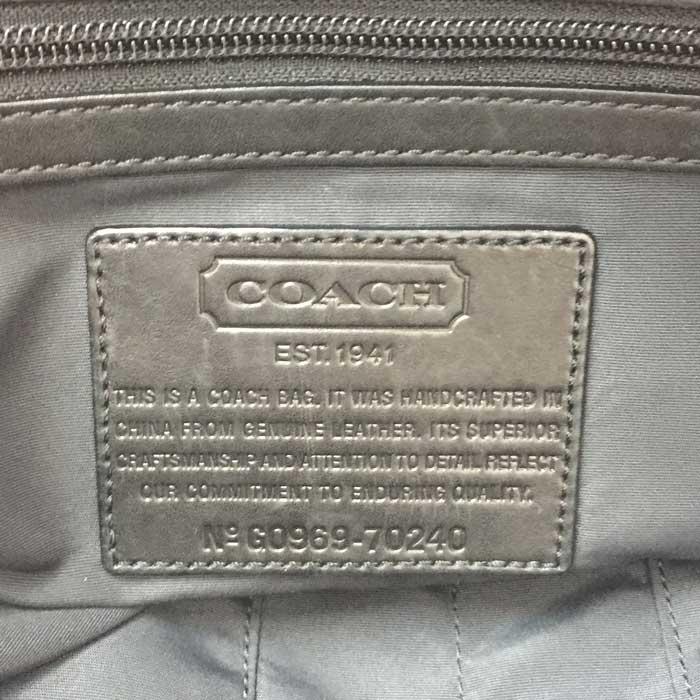 COACH
EST. 1941
THIS IS A COACH BAG. IT WAS HANDCRAFTED IN
CHINA FROM GENUINE LEATHER. ITS SUPERIOR
CRAFTSMANSHIP AND ATTENTION TO DETAIL REFLECT
OUR COMMITMENT TO ENDURING QUALITY.
Nº G0969-70240